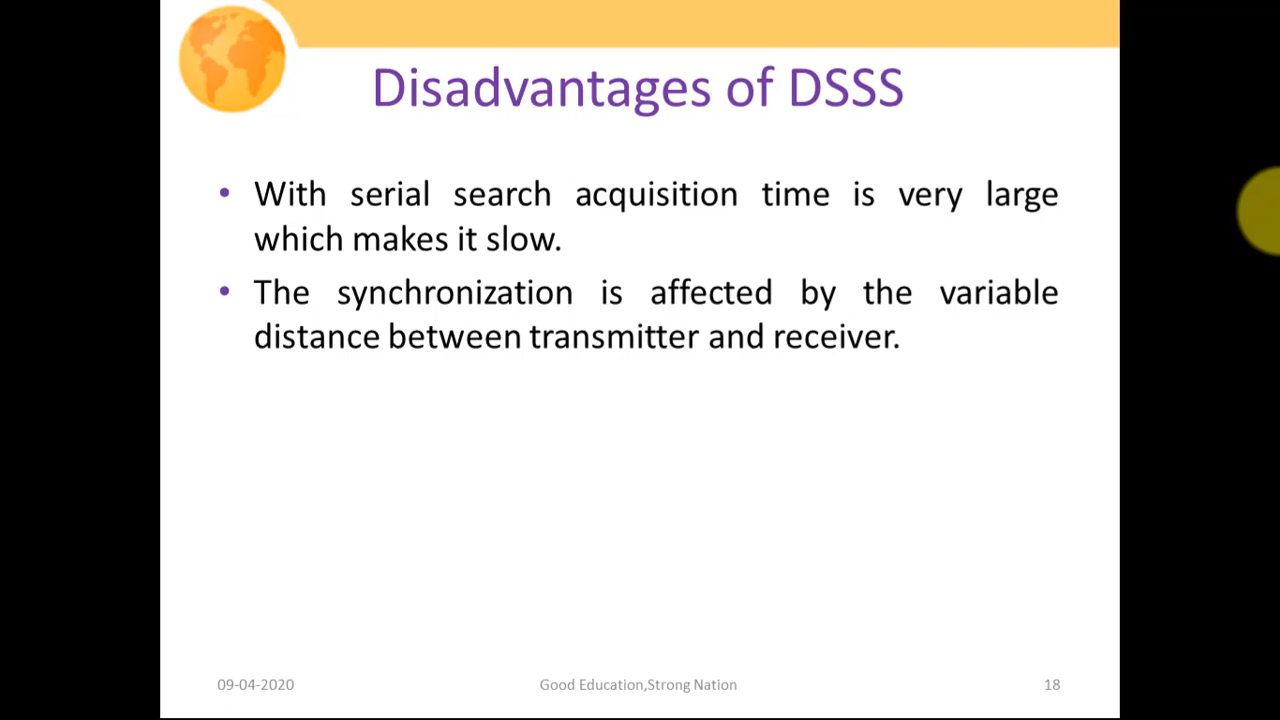 Disadvantages of DSSS
• With serial search acquisition time is very large
which makes it slow.
• The synchronization is affected by the variable
distance between transmitter and receiver.
09-04-2020
Good Education,Strong Nation
18